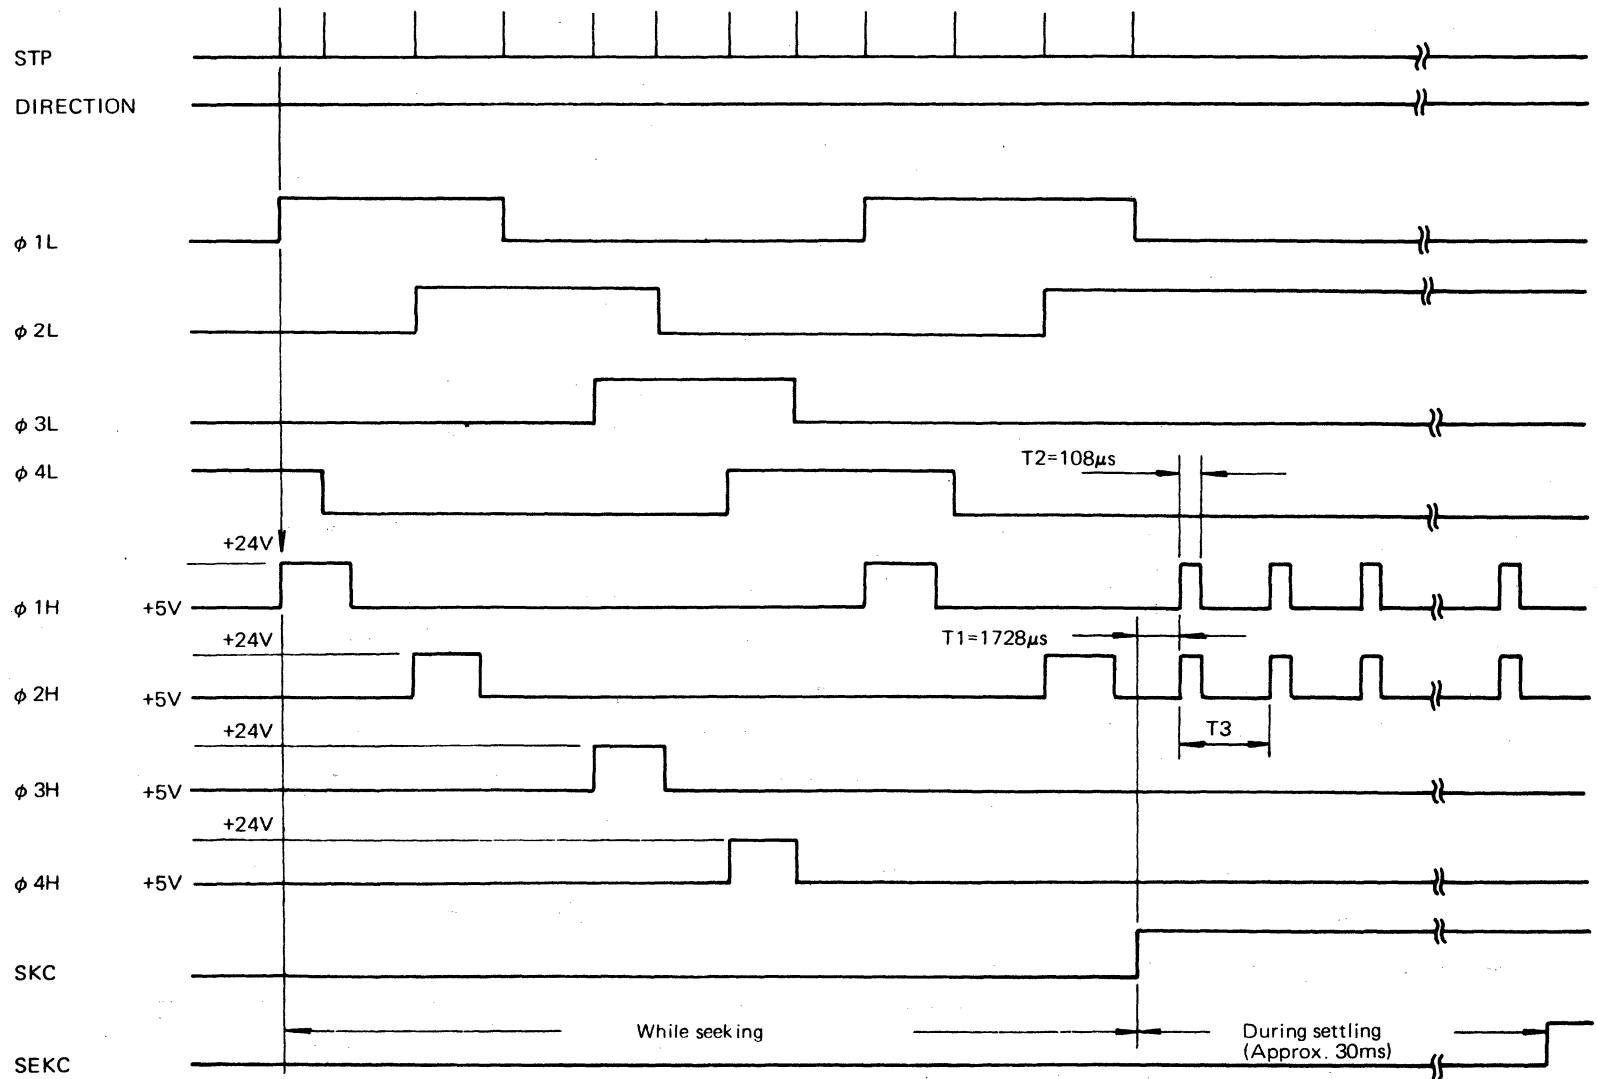 STP
DIRECTION
φ 1L
φ 2L
φ 3L
φ 4L
T2=108μs
+24V
φ 1H +5V
+24V
T1=1728μs
φ 2H +5V
T3
+24V
φ 3H +5V
+24V
φ 4H +5V
SKC
While seeking
During settling
(Approx. 30ms)
SEKC